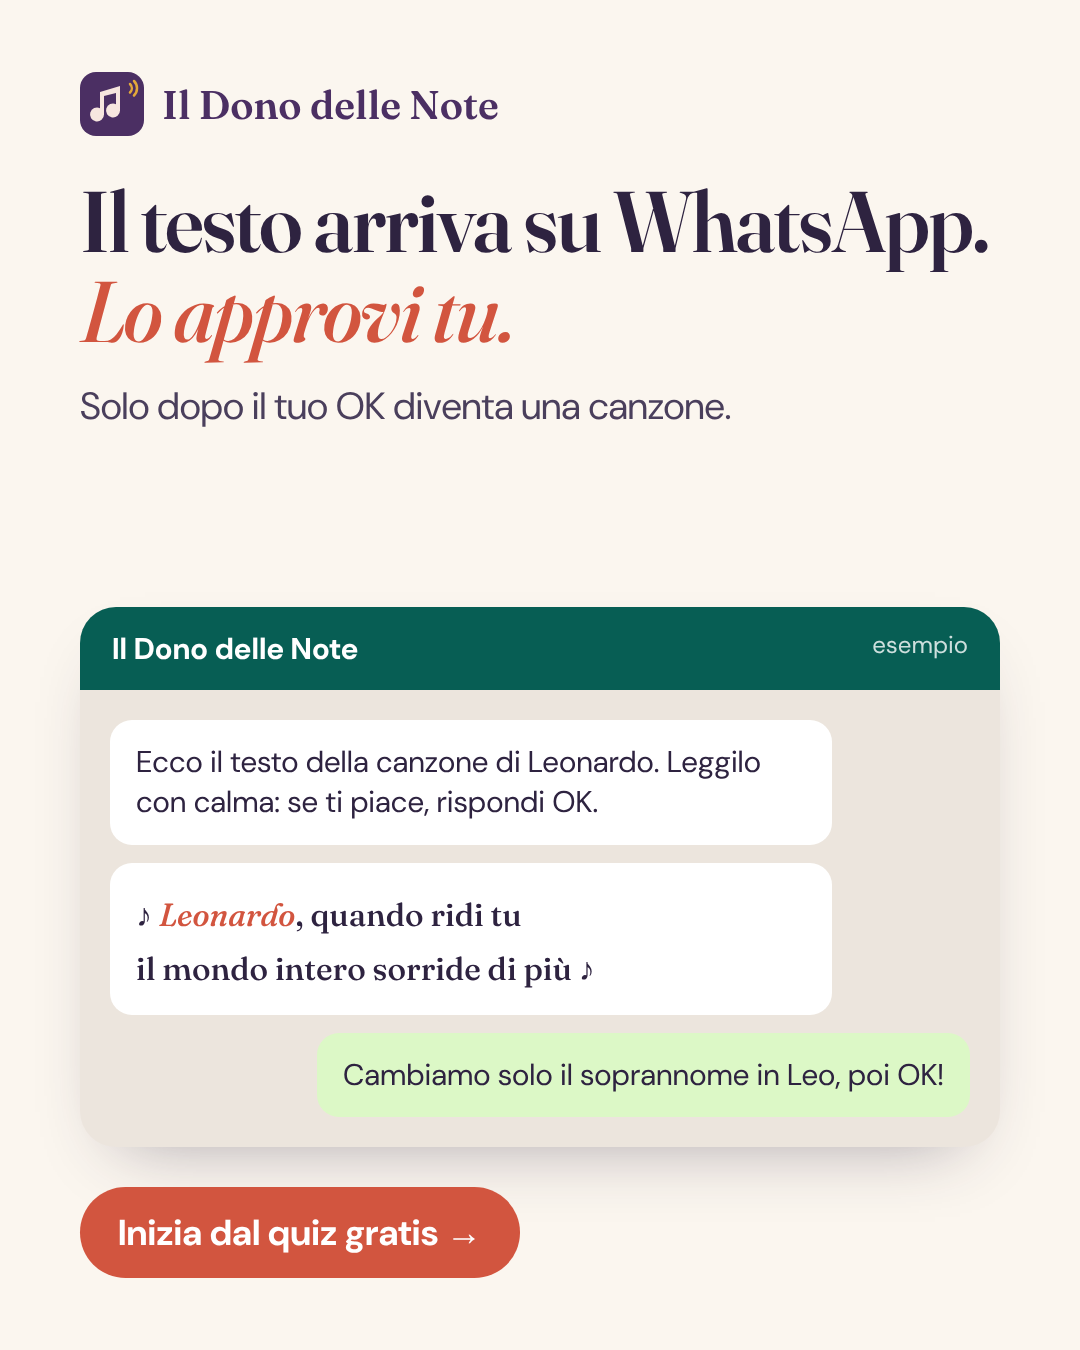 Il Dono delle Note
Il testo arriva su WhatsApp.
Lo approvi tu.
Solo dopo il tuo OK diventa una canzone.
Il Dono delle Note
esempio
Ecco il testo della canzone di Leonardo. Leggilo
con calma: se ti piace, rispondi OK.
♪ Leonardo, quando ridi tu
il mondo intero sorride di più ♪
Cambiamo solo il soprannome in Leo, poi OK!
Inizia dal quiz gratis →